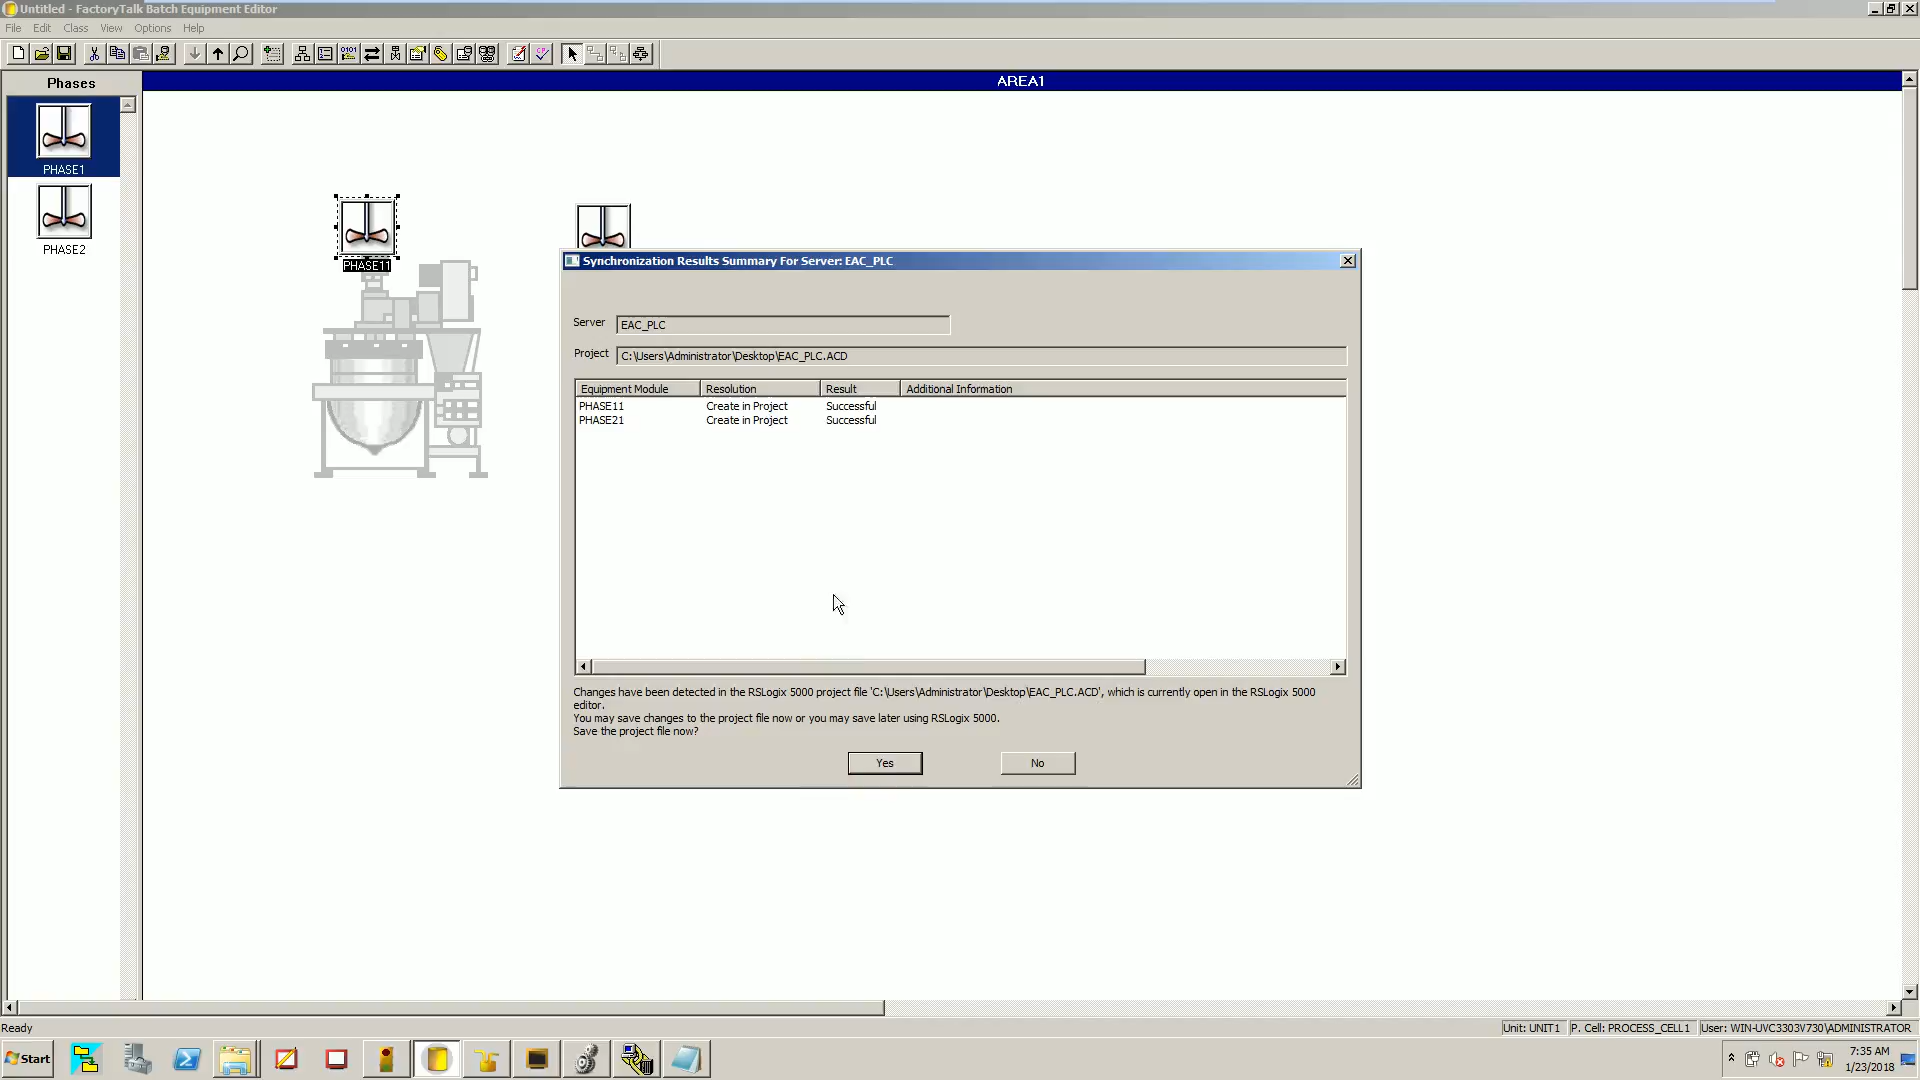 Untitled - FactoryTalk Batch Equipment Editor
File Edit Class View Options Help
Phases
AREA1
PHASE1
PHASE2
PHASE11
Synchronization Results Summary For Server: EAC_PLC
Server EAC_PLC
Project C:\Users\Administrator\Desktop\EAC_PLC.ACD
Equipment Module Resolution Result Additional Information
PHASE11 Create in Project Successful
PHASE21 Create in Project Successful
Changes have been detected in the RSLogix 5000 project file 'C:\Users\Administrator\Desktop\EAC_PLC.ACD', which is currently open in the RSLogix 5000
editor.
You may save changes to the project file now or you may save later using RSLogix 5000.
Save the project file now?
Yes No
Ready Unit: UNIT1 P. Cell: PROCESS_CELL1 User: WIN-UVC3303V730\ADMINISTRATOR
Start 7:35 AM
1/23/2018